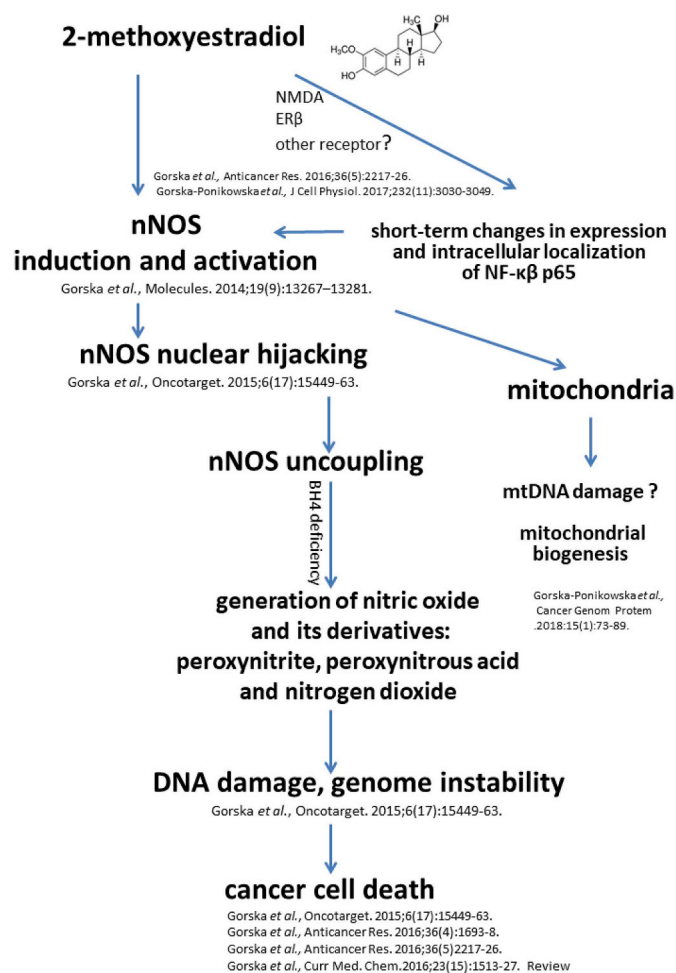 2-methoxyestradiol
H₃C
OH
H₃CO
HO
H
H
H
NMDA
ERβ
other receptor?
Gorska et al., Anticancer Res. 2016;36(5):2217-26.
Gorska-Ponikowska et al., J Cell Physiol. 2017;232(11):3030-3049.
nNOS
induction and activation
Gorska et al., Molecules. 2014;19(9):13267–13281.
short-term changes in expression
and intracellular localization
of NF-κβ p65
nNOS nuclear hijacking
Gorska et al., Oncotarget. 2015;6(17):15449-63.
mitochondria
nNOS uncoupling
BH4 deficiency
mtDNA damage ?
mitochondrial
biogenesis
Gorska-Ponikowska et al.,
Cancer Genom Protem
.2018:15(1):73-89.
generation of nitric oxide
and its derivatives:
peroxynitrite, peroxynitrous acid
and nitrogen dioxide
DNA damage, genome instability
Gorska et al., Oncotarget. 2015;6(17):15449-63.
cancer cell death
Gorska et al., Oncotarget. 2015;6(17):15449-63.
Gorska et al., Anticancer Res. 2016;36(4):1693-8.
Gorska et al., Anticancer Res. 2016;36(5)2217-26.
Gorska et al., Curr Med. Chem.2016;23(15):1513-27. Review